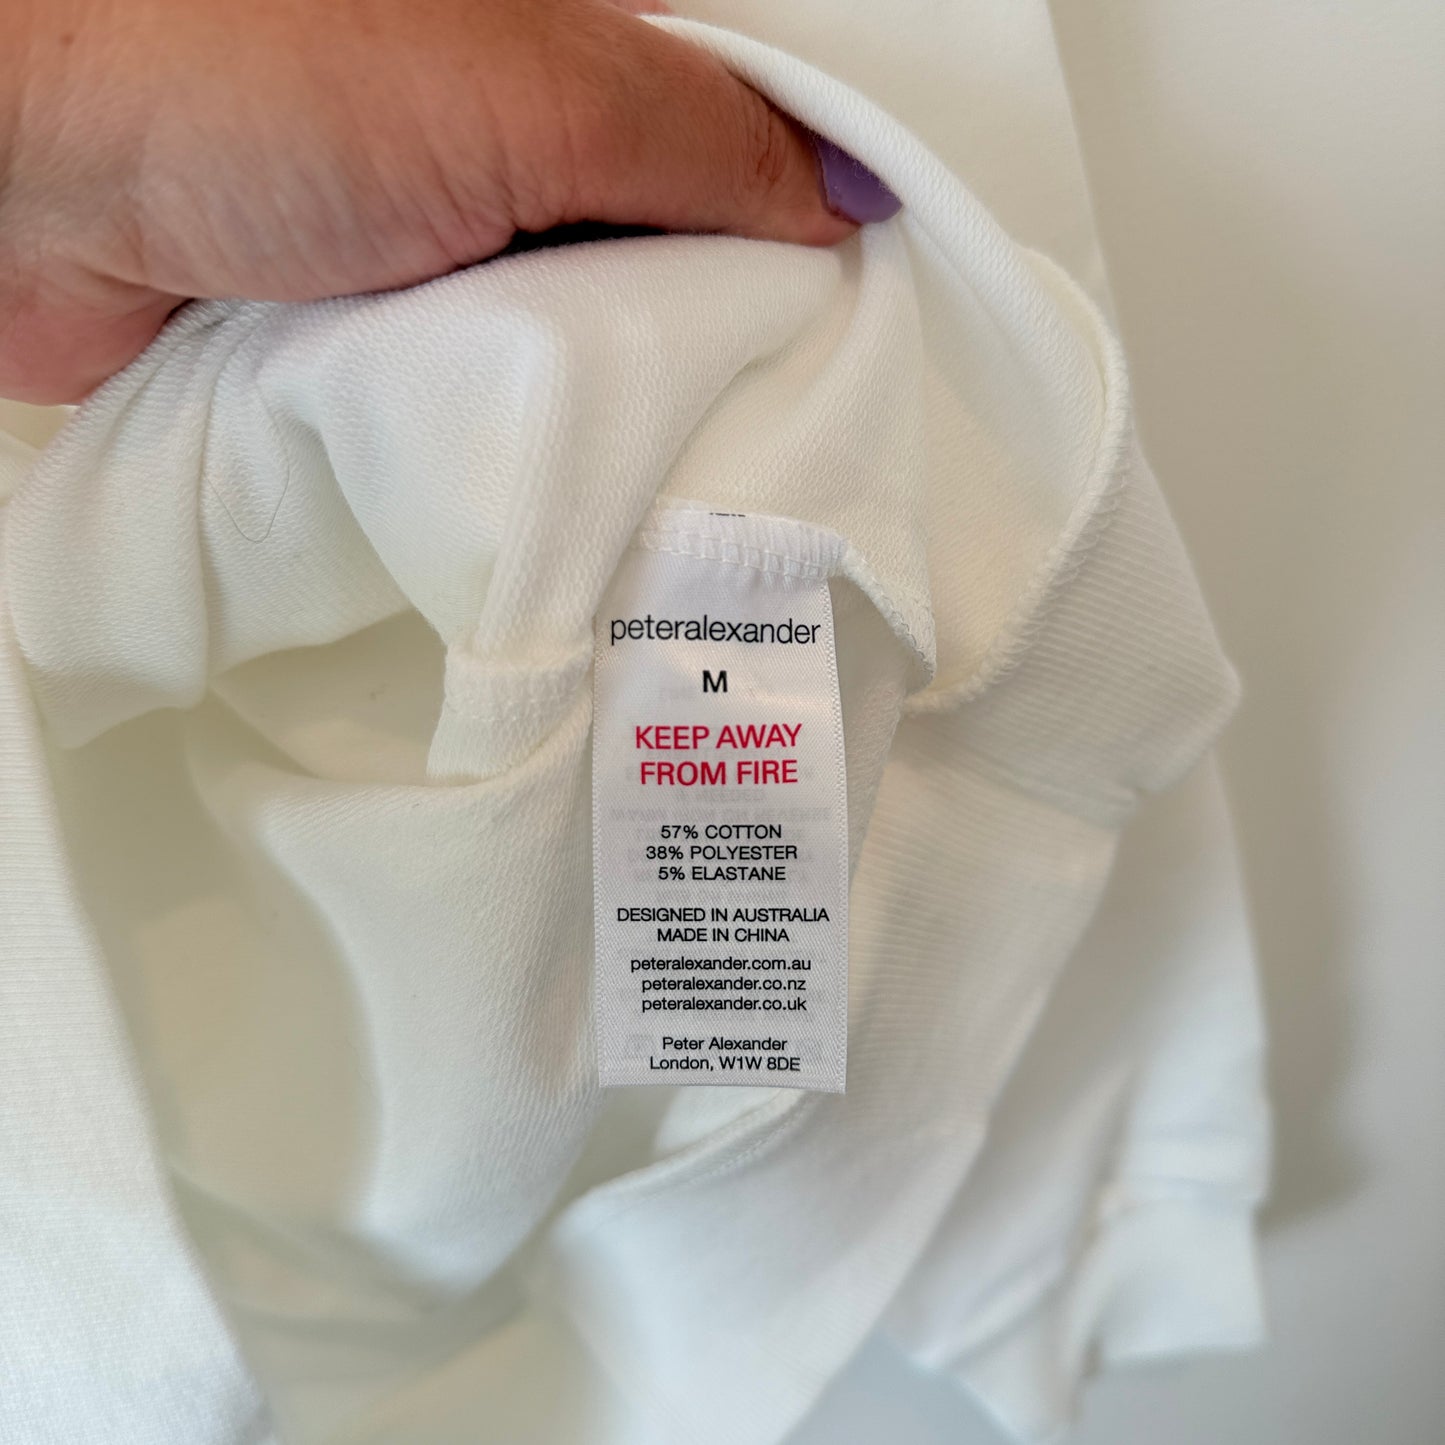 peteralexander
M
KEEP AWAY
FROM FIRE
57% COTTON
38% POLYESTER
5% ELASTANE
DESIGNED IN AUSTRALIA
MADE IN CHINA
peteralexander.com.au
peteralexander.co.nz
peteralexander.co.uk
Peter Alexander
London, W1W 8DE